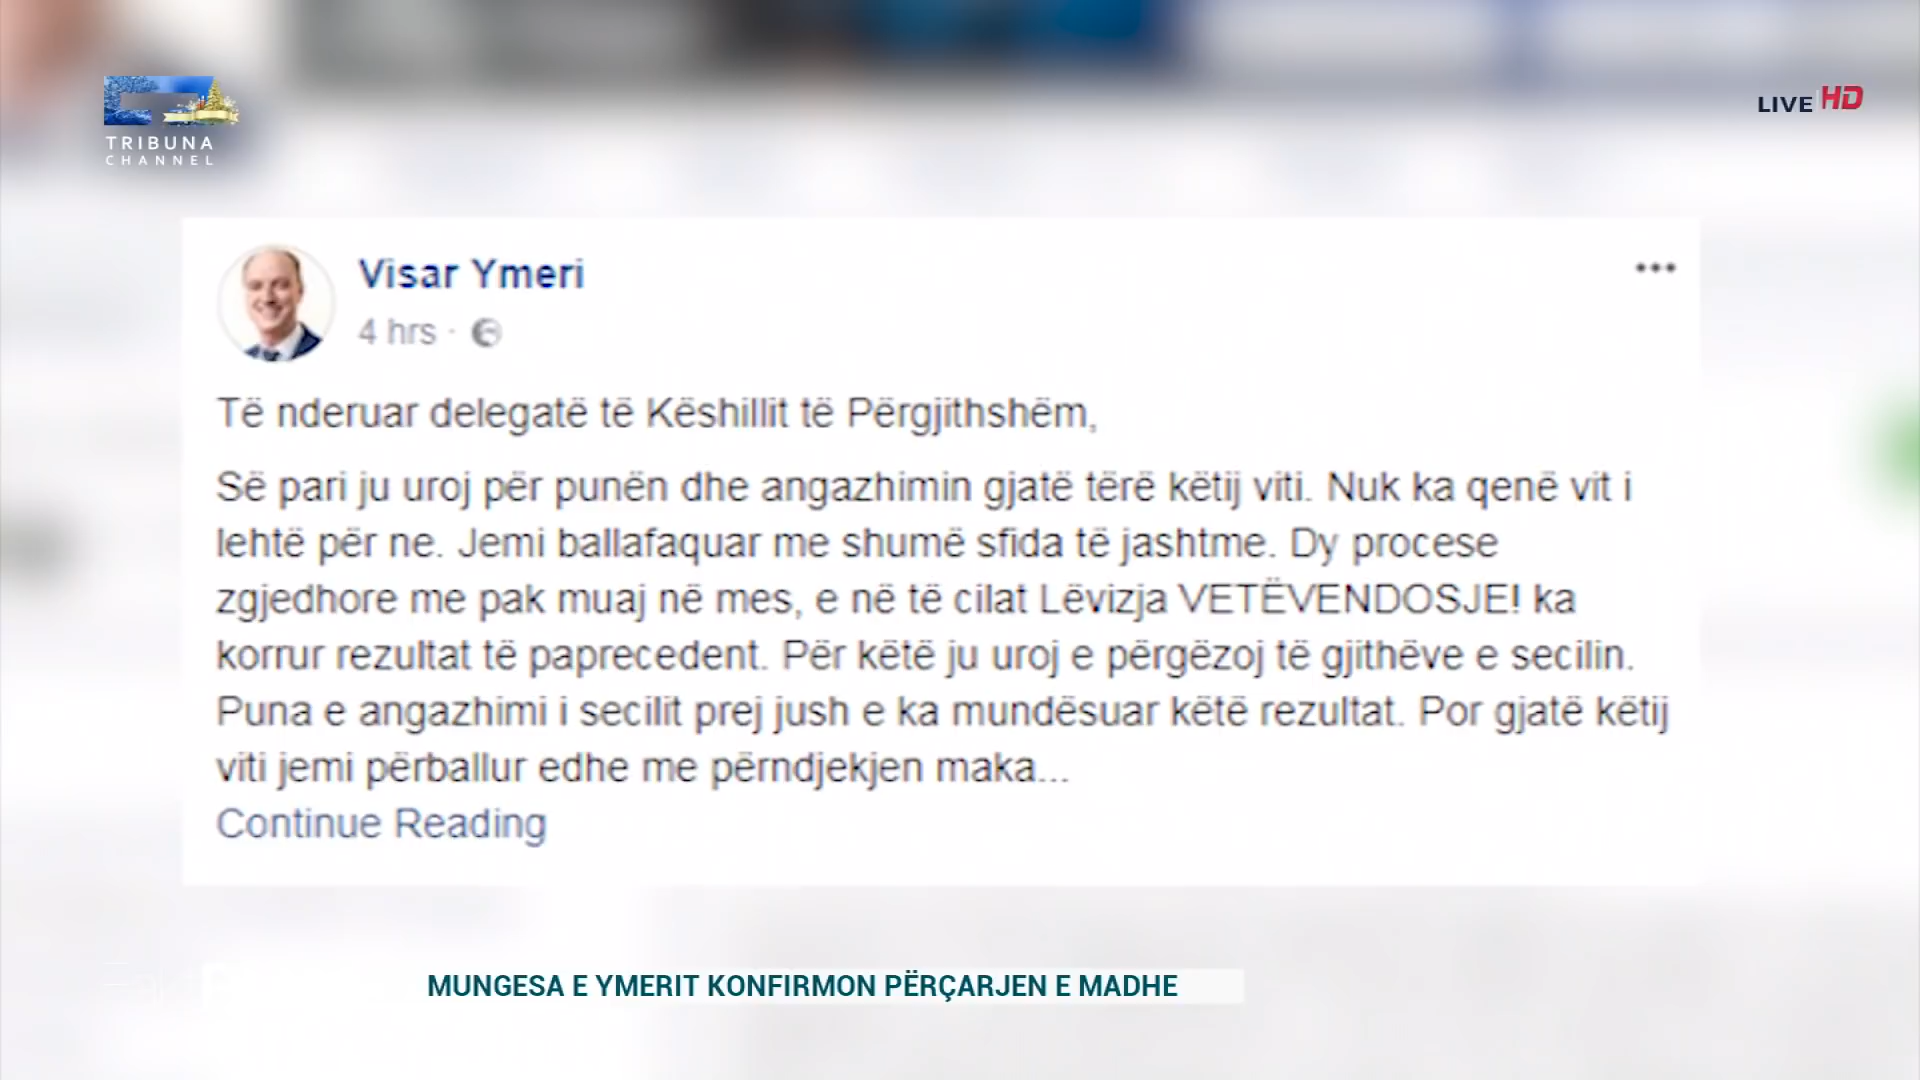 TRIBUNA
CHANNEL
LIVE HD
Visar Ymeri
4 hrs ·
Të nderuar delegatë të Këshillit të Përgjithshëm,
Së pari ju uroj për punën dhe angazhimin gjatë tërë këtij viti. Nuk ka qenë vit i
lehtë për ne. Jemi ballafaquar me shumë sfida të jashtme. Dy procese
zgjedhore me pak muaj në mes, e në të cilat Lëvizja VETËVENDOSJE! ka
korrur rezultat të paprecedent. Për këtë ju uroj e përgëzoj të gjithëve e secilin.
Puna e angazhimi i secilit prej jush e ka mundësuar këtë rezultat. Por gjatë këtij
viti jemi përballur edhe me përndjekjen maka...
Continue Reading
MUNGESA E YMERIT KONFIRMON PËRÇARJEN E MADHE